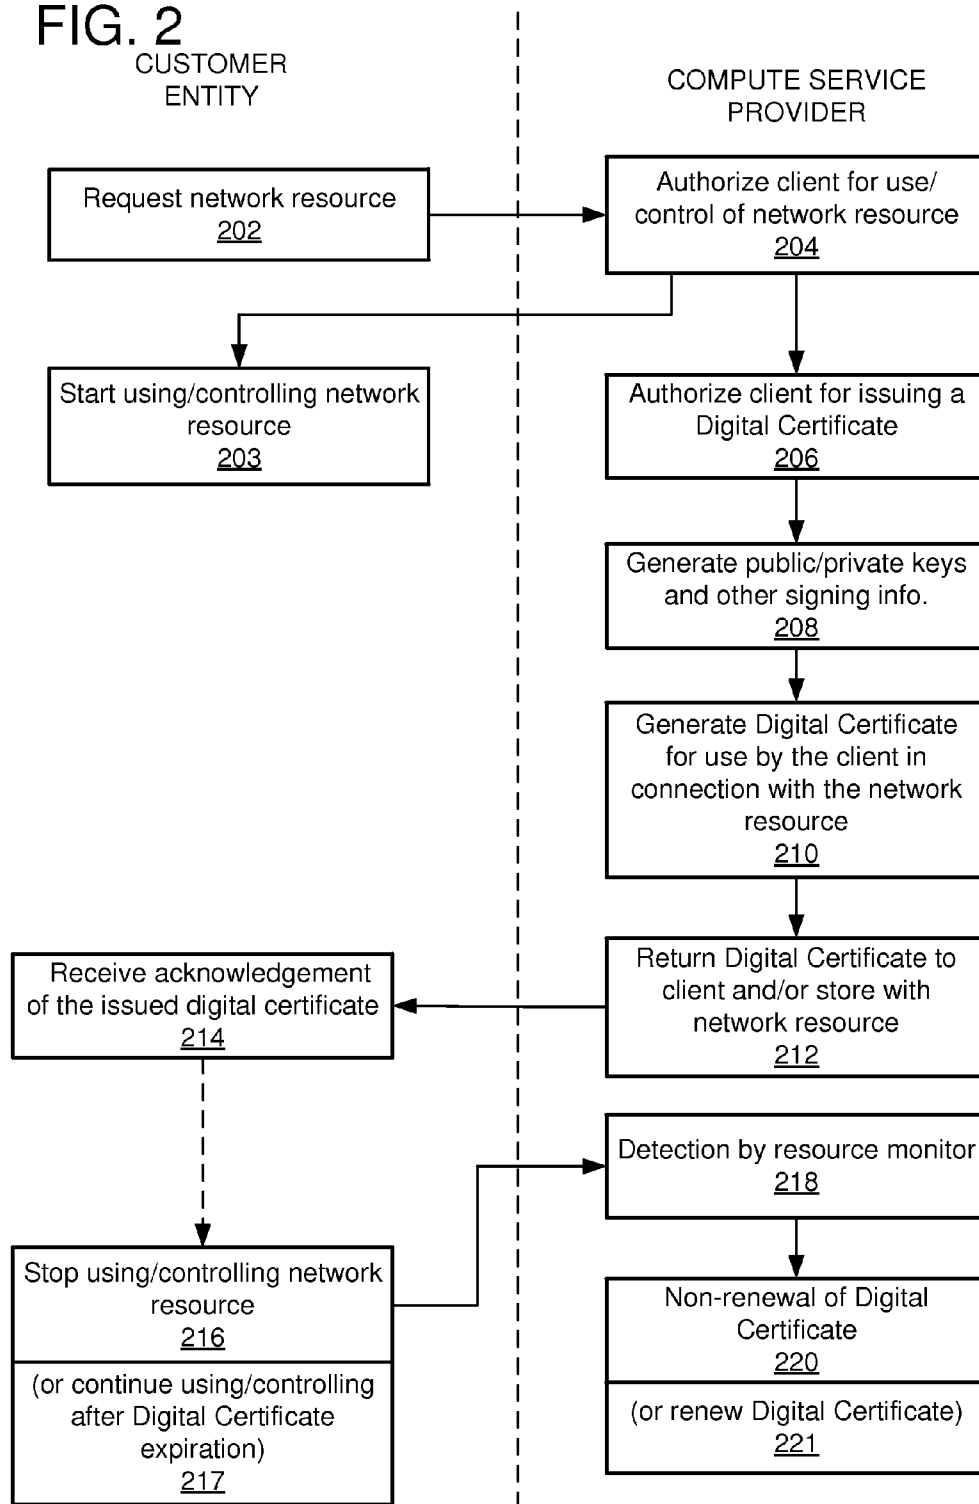 FIG. 2
CUSTOMER
ENTITY
COMPUTE SERVICE
PROVIDER
Request network resource
202
Authorize client for use/
control of network resource
204
Start using/controlling network
resource
203
Authorize client for issuing a
Digital Certificate
206
Generate public/private keys
and other signing info.
208
Generate Digital Certificate
for use by the client in
connection with the network
resource
210
Return Digital Certificate to
client and/or store with
network resource
212
Receive acknowledgement
of the issued digital certificate
214
Detection by resource monitor
218
Stop using/controlling network
resource
216
(or continue using/controlling
after Digital Certificate
expiration)
217
Non-renewal of Digital
Certificate
220
(or renew Digital Certificate)
221